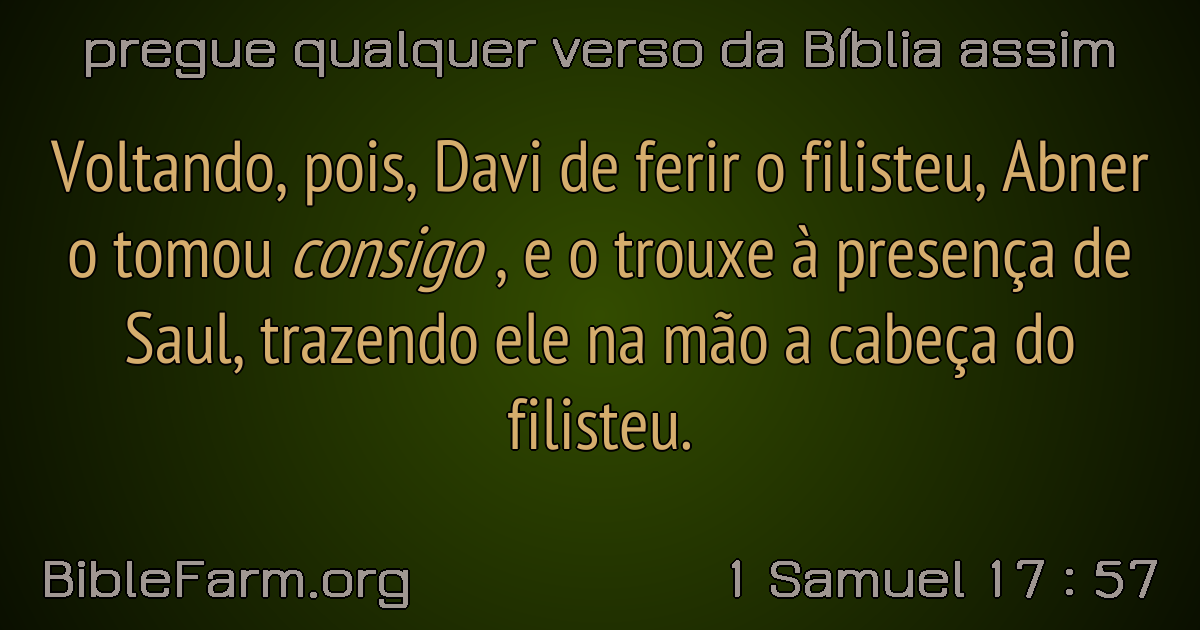 pregue qualquer verso da Bíblia assim
Voltando, pois, Davi de ferir o filisteu, Abner
o tomou consigo , e o trouxe à presença de
Saul, trazendo ele na mão a cabeça do
filisteu.
BibleFarm.org
1 Samuel 17 : 57